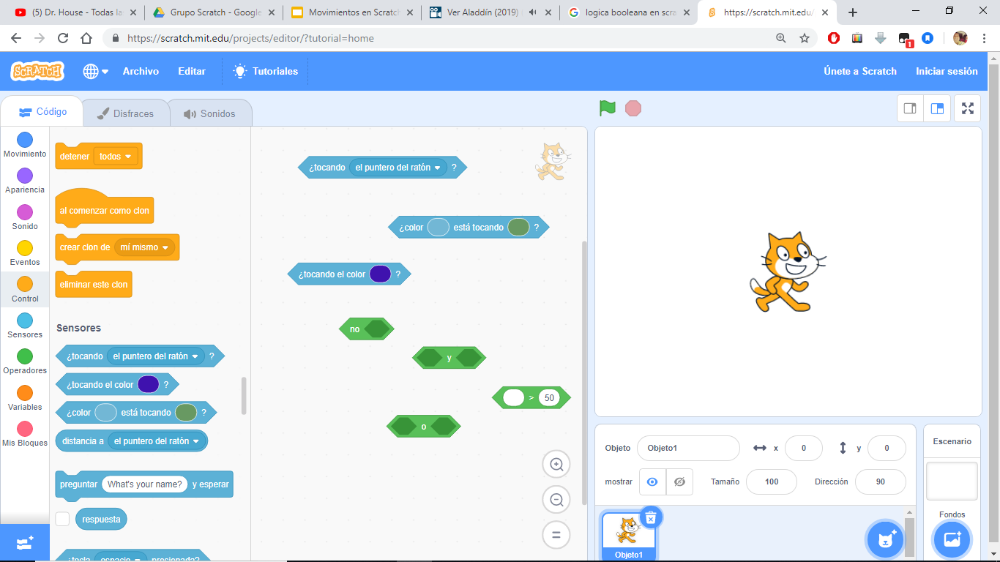 (5) Dr. House - Todas la
Grupo Scratch - Google
Movimientos en Scratch
Ver Aladdín (2019)
logica booleana en scra
https://scratch.mit.edu/
https://scratch.mit.edu/projects/editor/?tutorial=home
1
SCRATCH
Archivo
Editar
Tutoriales
Únete a Scratch
Iniciar sesión
Código
Disfraces
Sonidos
Movimiento
Apariencia
Sonido
Eventos
Control
Sensores
Operadores
Variables
Mis Bloques
detener todos
al comenzar como clon
crear clon de mí mismo
eliminar este clon
Sensores
¿tocando el puntero del ratón ?
¿tocando el color ?
¿color está tocando ?
distancia a el puntero del ratón
preguntar What's your name? y esperar
respuesta
¿tecla espacio presionada?
¿tocando el puntero del ratón ?
¿color está tocando ?
¿tocando el color ?
no
y
> 50
o
Objeto Objeto1 x 0 y 0
mostrar Tamaño 100 Dirección 90
Objeto1
Escenario
Fondos